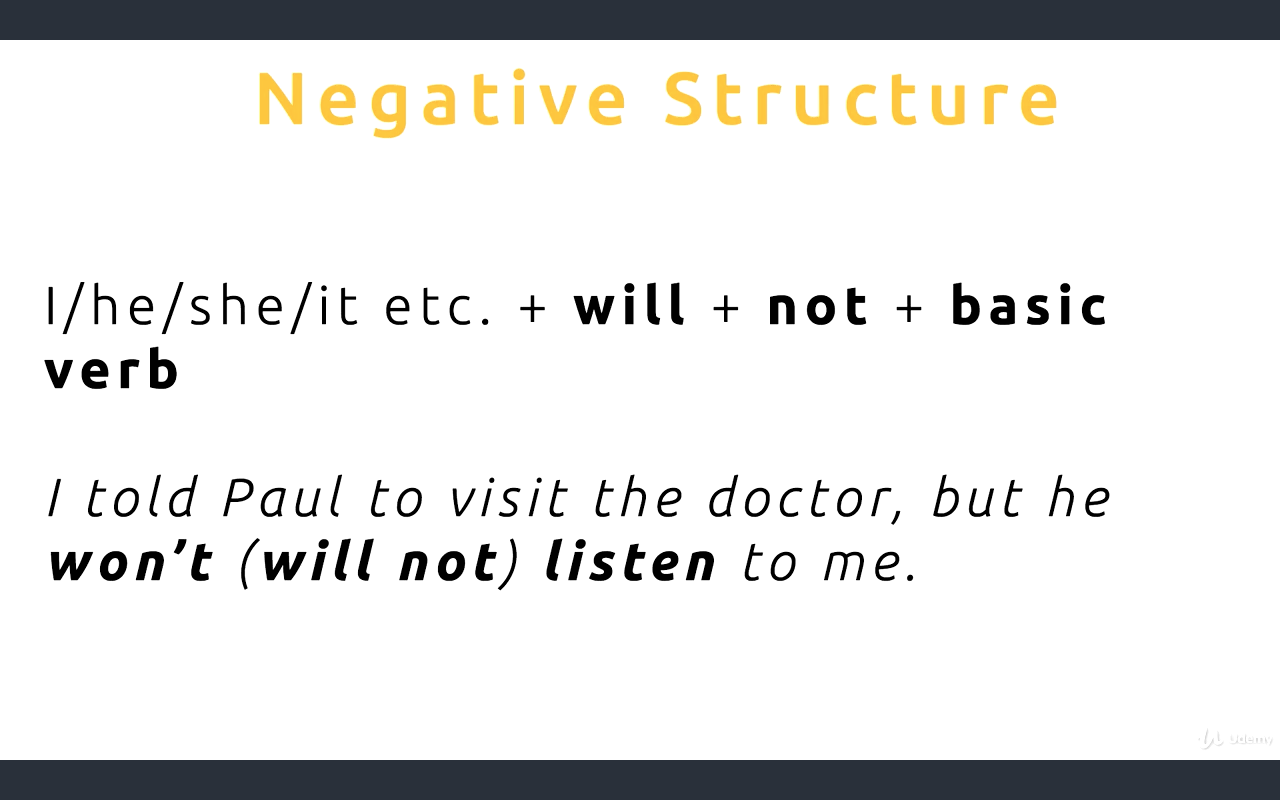 Negative Structure
I/he/she/it etc. + will + not + basic
verb
I told Paul to visit the doctor, but he
won’t (will not) listen to me.
Udemy